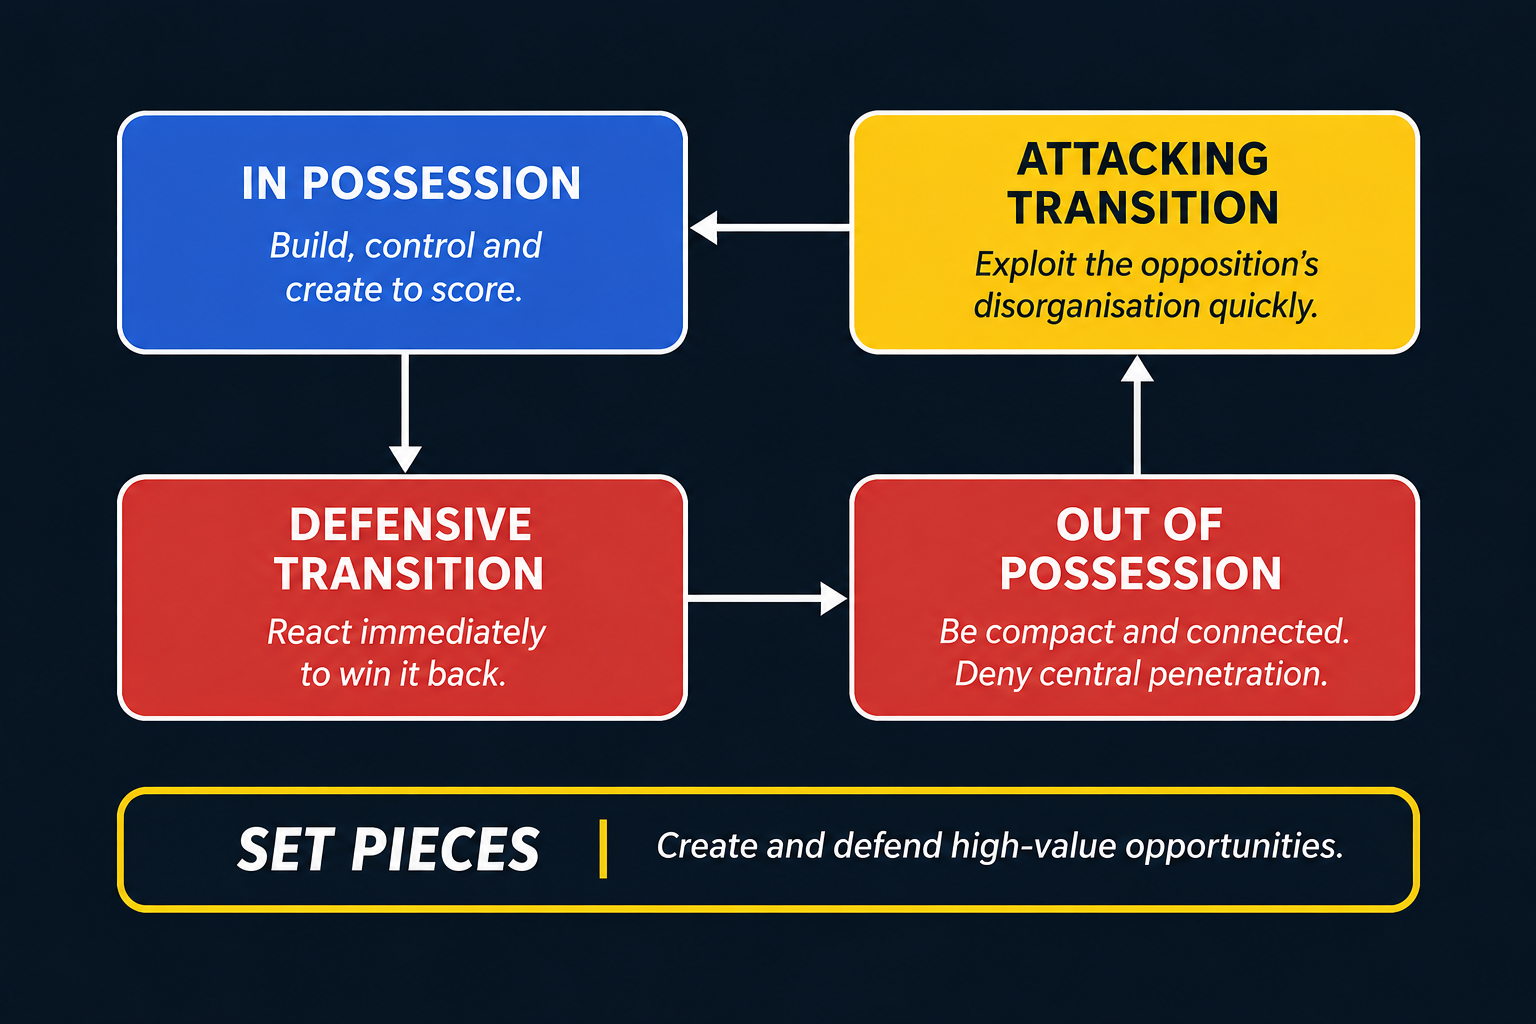 IN POSSESSION
Build, control and
create to score.
ATTACKING
TRANSITION
Exploit the opposition’s
disorganisation quickly.
DEFENSIVE
TRANSITION
React immediately
to win it back.
OUT OF
POSSESSION
Be compact and connected.
Deny central penetration.
SET PIECES
Create and defend high-value opportunities.